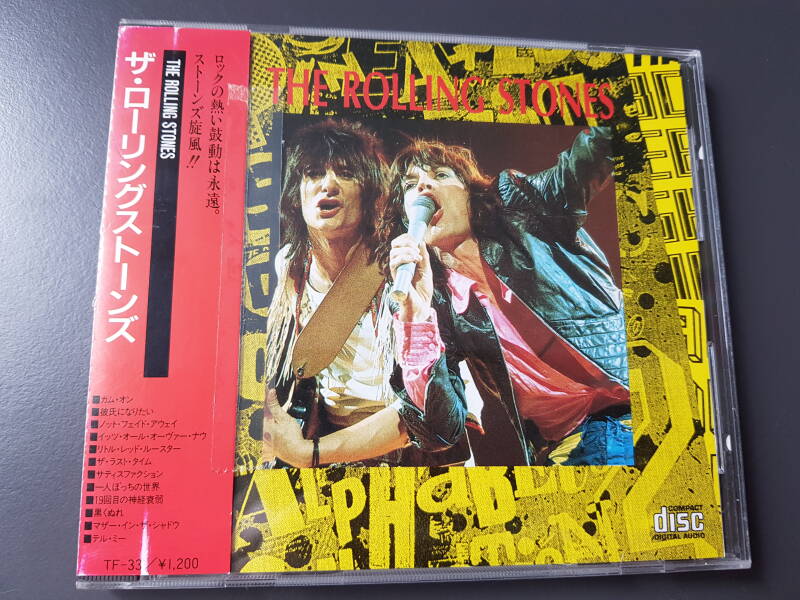 THE ROLLING STONES
ザ・ローリングストーンズ
ロックの熱い鼓動は永遠。
ストーンズ旋風!!
■カム・オン
■彼氏になりたい
■ノット・フェイド・アウェイ
■イッツ・オール・オーヴァー・ナウ
■リトル・レッド・ルースター
■ザ・ラスト・タイム
■サティスファクション
■一人ぼっちの世界
■19回目の神経衰弱
■黒くぬれ
■マザー・イン・ザ・シャドウ
■テル・ミー
TF-33/¥1,200
THE ROLLING STONES
ALPHABET
COMPACT
disc
DIGITAL AUDIO